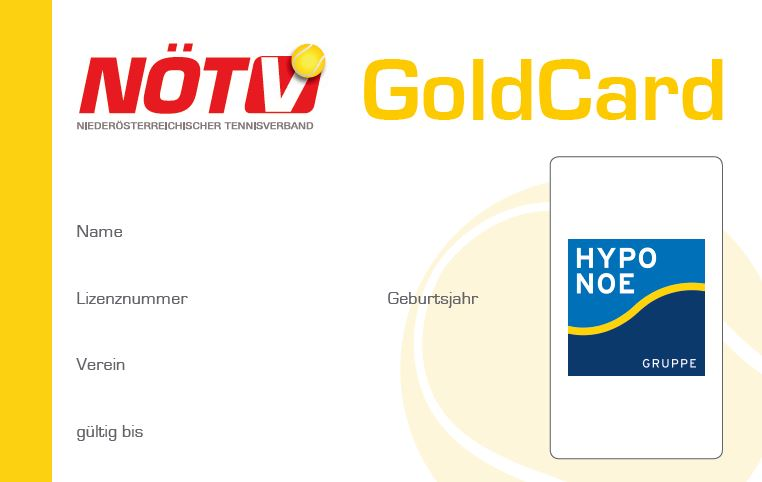 NÖTV
NIEDERÖSTERREICHISCHER TENNISVERBAND
GoldCard
Name
Lizenznummer
Geburtsjahr
Verein
gültig bis
HYPO
NOE
GRUPPE